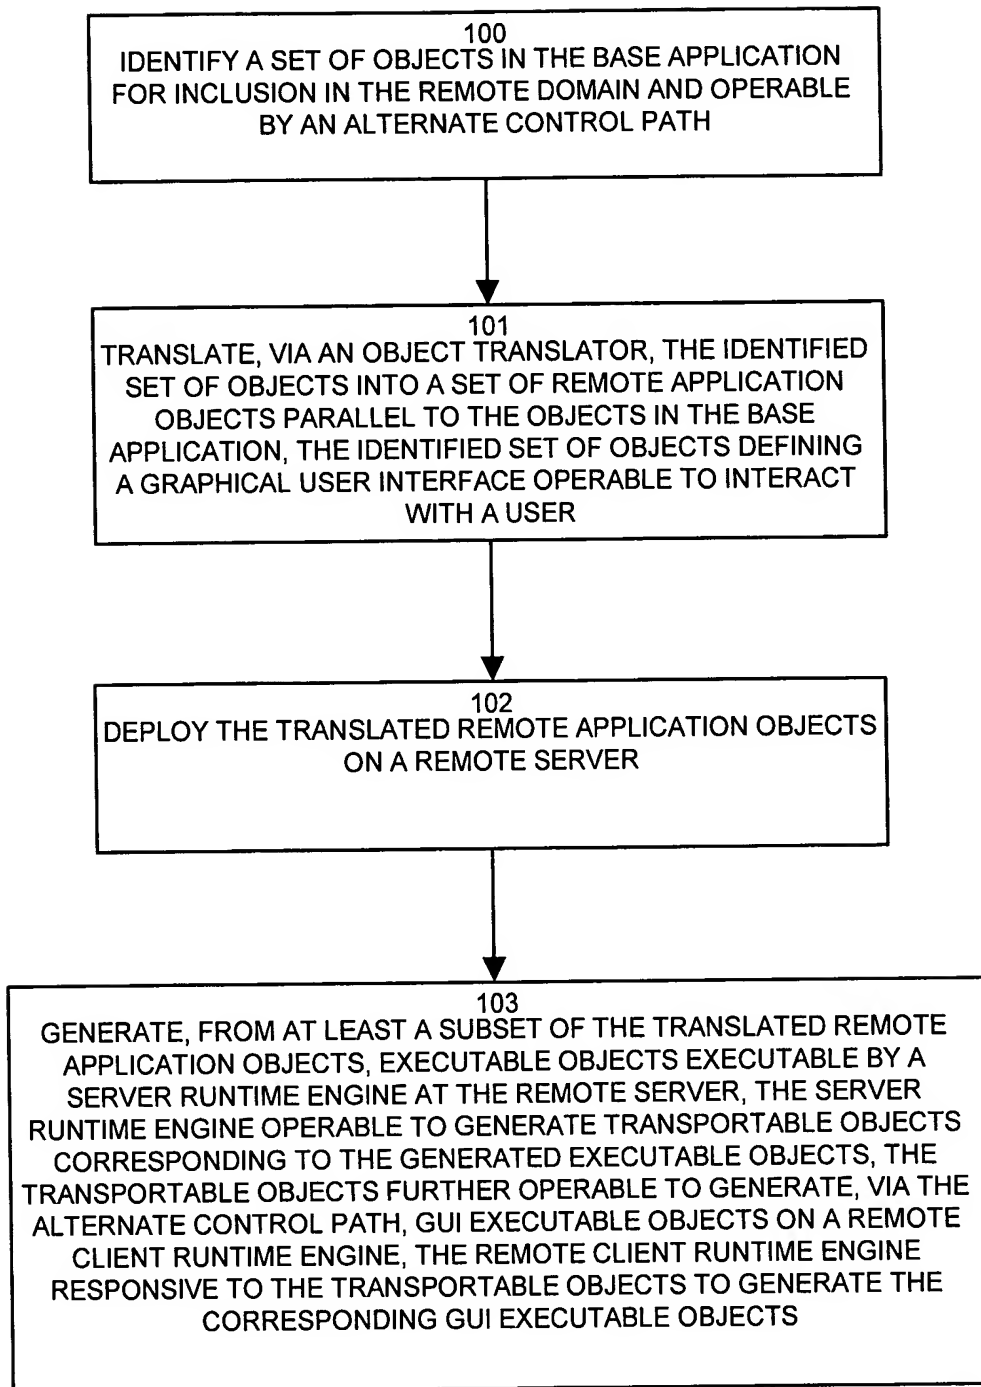 100
IDENTIFY A SET OF OBJECTS IN THE BASE APPLICATION
FOR INCLUSION IN THE REMOTE DOMAIN AND OPERABLE
BY AN ALTERNATE CONTROL PATH
101
TRANSLATE, VIA AN OBJECT TRANSLATOR, THE IDENTIFIED
SET OF OBJECTS INTO A SET OF REMOTE APPLICATION
OBJECTS PARALLEL TO THE OBJECTS IN THE BASE
APPLICATION, THE IDENTIFIED SET OF OBJECTS DEFINING
A GRAPHICAL USER INTERFACE OPERABLE TO INTERACT
WITH A USER
102
DEPLOY THE TRANSLATED REMOTE APPLICATION OBJECTS
ON A REMOTE SERVER
103
GENERATE, FROM AT LEAST A SUBSET OF THE TRANSLATED REMOTE
APPLICATION OBJECTS, EXECUTABLE OBJECTS EXECUTABLE BY A
SERVER RUNTIME ENGINE AT THE REMOTE SERVER, THE SERVER
RUNTIME ENGINE OPERABLE TO GENERATE TRANSPORTABLE OBJECTS
CORRESPONDING TO THE GENERATED EXECUTABLE OBJECTS, THE
TRANSPORTABLE OBJECTS FURTHER OPERABLE TO GENERATE, VIA THE
ALTERNATE CONTROL PATH, GUI EXECUTABLE OBJECTS ON A REMOTE
CLIENT RUNTIME ENGINE, THE REMOTE CLIENT RUNTIME ENGINE
RESPONSIVE TO THE TRANSPORTABLE OBJECTS TO GENERATE THE
CORRESPONDING GUI EXECUTABLE OBJECTS